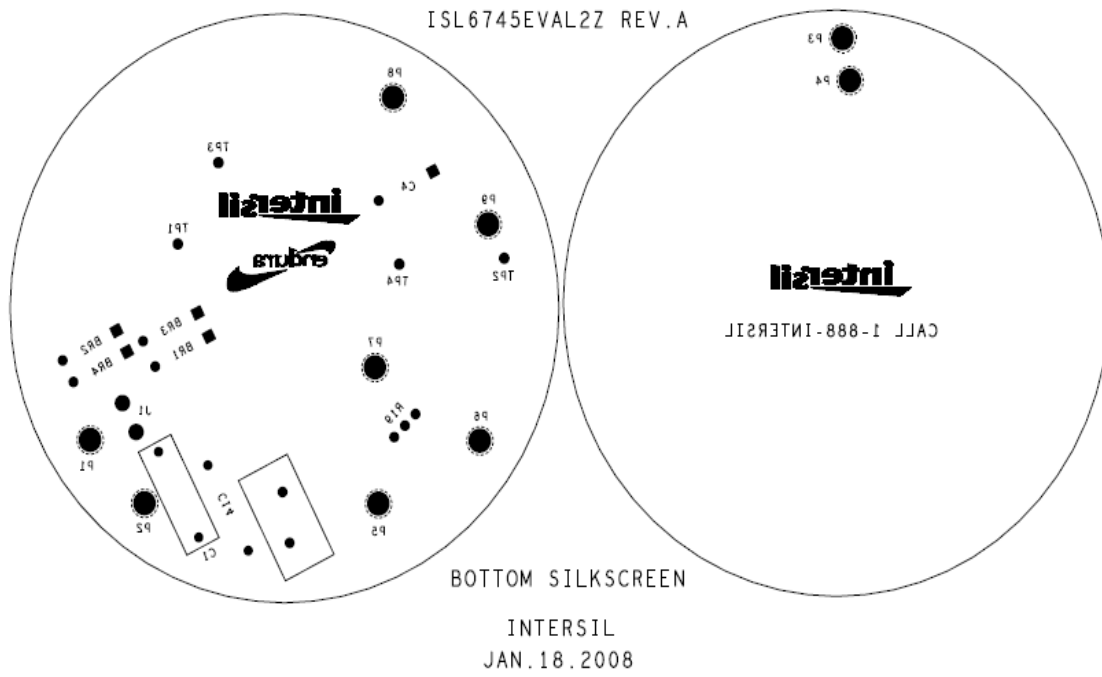 ISL6745EVAL2Z REV.A
P8
P3
P4
TP3
C4
intersil
P9
TP1
endura
TP4
TP2
intersil
CALL 1-888-INTERSIL
BR3
BR2
BR1
BR4
P7
J1
R19
P6
P1
C14
P2
P5
C1
BOTTOM SILKSCREEN
INTERSIL
JAN.18.2008